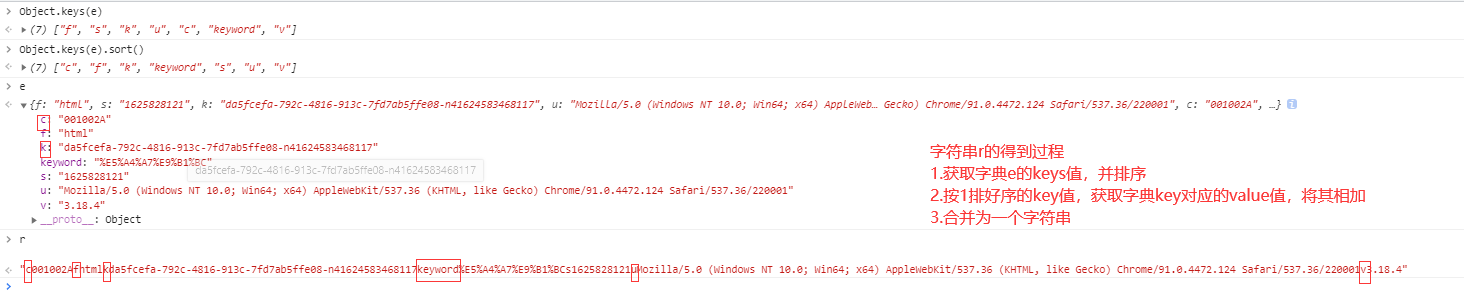 > Object.keys(e)
< ▸(7) ["f", "s", "k", "u", "c", "keyword", "v"]
> Object.keys(e).sort()
< ▸(7) ["c", "f", "k", "keyword", "s", "u", "v"]
> e
< ▾{f: "html", s: "1625828121", k: "da5fcefa-792c-4816-913c-7fd7ab5ffe08-n41624583468117", u: "Mozilla/5.0 (Windows NT 10.0; Win64; x64) AppleWeb… Gecko) Chrome/91.0.4472.124 Safari/537.36/220001", c: "001002A", …} i
c: "001002A"
f: "html"
k: "da5fcefa-792c-4816-913c-7fd7ab5ffe08-n41624583468117"
keyword: "%E5%A4%A7%E9%B1%BC"
da5fcefa-792c-4816-913c-7fd7ab5ffe08-n41624583468117
s: "1625828121"
u: "Mozilla/5.0 (Windows NT 10.0; Win64; x64) AppleWebKit/537.36 (KHTML, like Gecko) Chrome/91.0.4472.124 Safari/537.36/220001"
v: "3.18.4"
▸__proto__: Object
字符串r的得到过程
1.获取字典e的keys值，并排序
2.按1排好序的key值，获取字典key对应的value值，将其相加
3.合并为一个字符串
> r
< "c001002Afhtmlkda5fcefa-792c-4816-913c-7fd7ab5ffe08-n41624583468117keyword%E5%A4%A7%E9%B1%BCs1625828121uMozilla/5.0 (Windows NT 10.0; Win64; x64) AppleWebKit/537.36 (KHTML, like Gecko) Chrome/91.0.4472.124 Safari/537.36/220001v3.18.4"
>